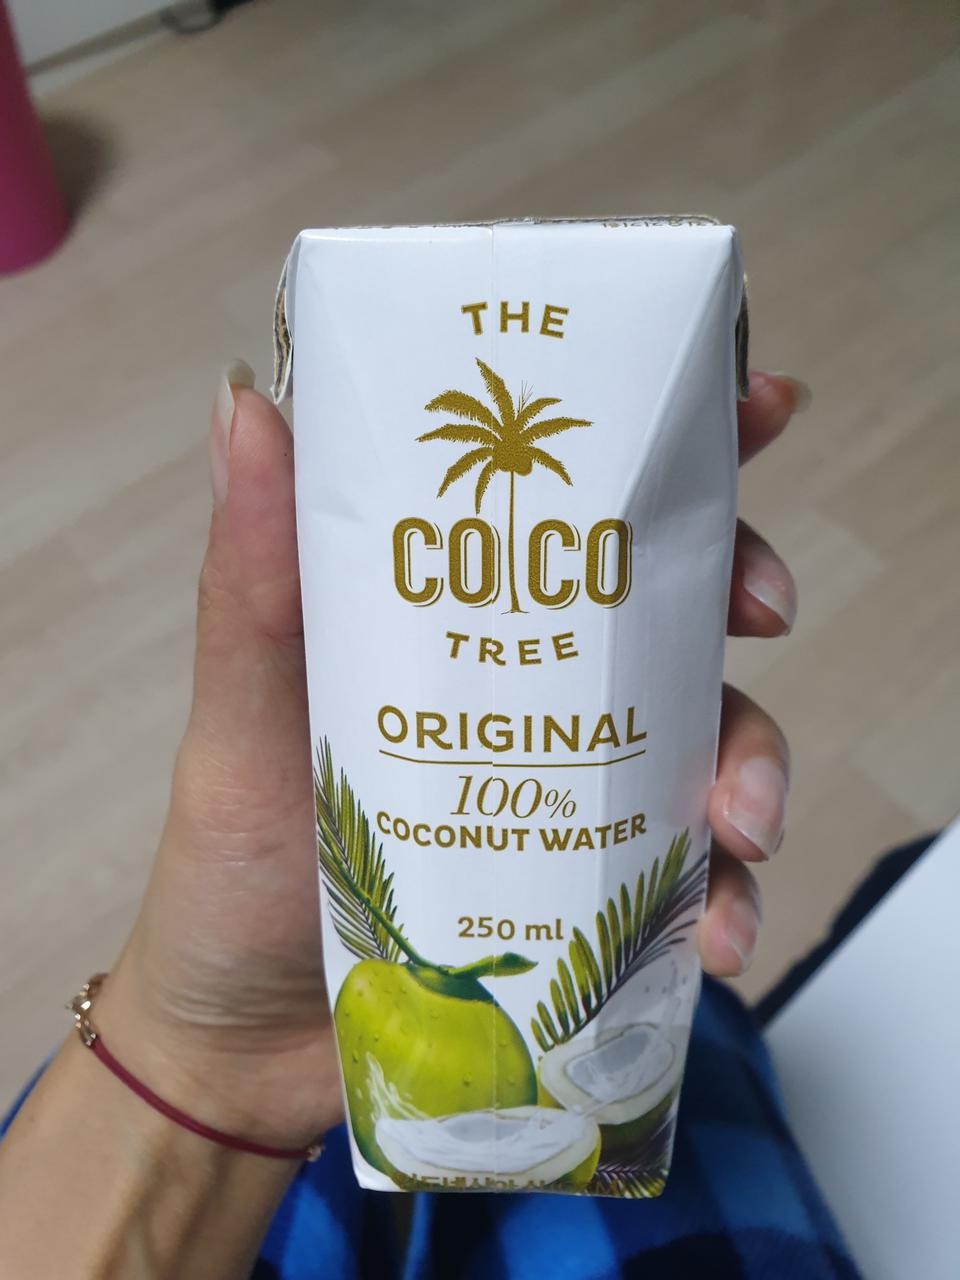 THE
COCO
TREE
ORIGINAL
100%
COCONUT WATER
250 ml